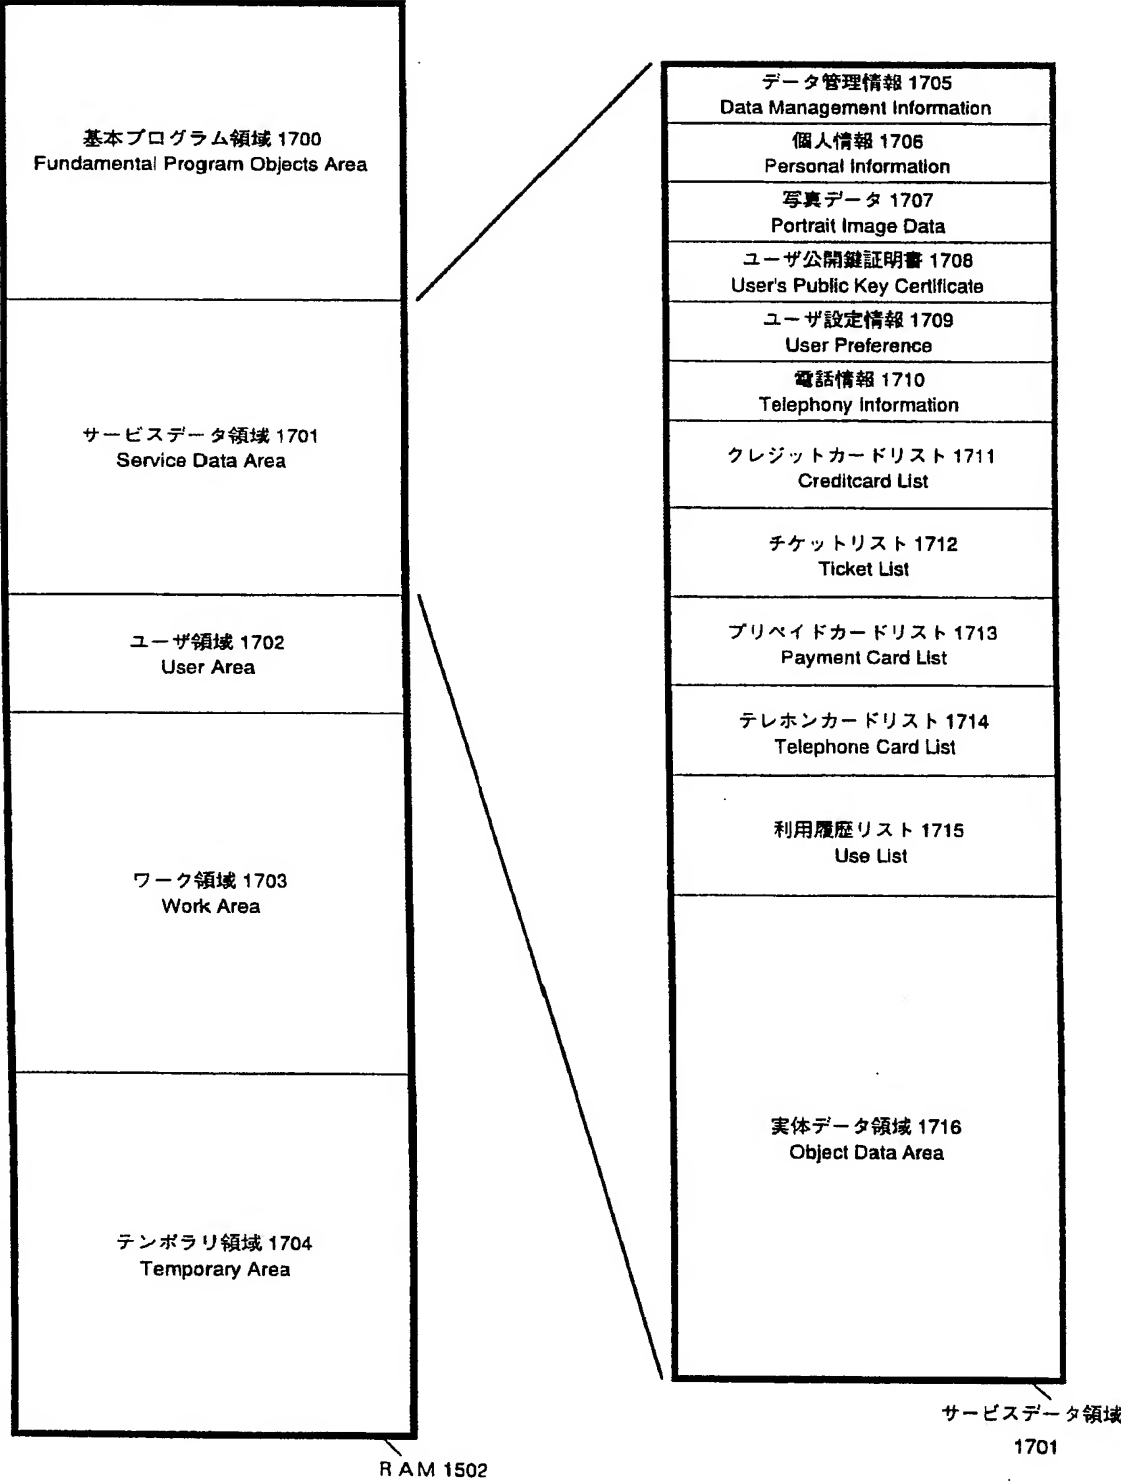 基本プログラム領域 1700
Fundamental Program Objects Area
サービスデータ領域 1701
Service Data Area
ユーザ領域 1702
User Area
ワーク領域 1703
Work Area
テンポラリ領域 1704
Temporary Area
RAM 1502
データ管理情報 1705
Data Management Information
個人情報 1706
Personal Information
写真データ 1707
Portrait Image Data
ユーザ公開鍵証明書 1708
User's Public Key Certificate
ユーザ設定情報 1709
User Preference
電話情報 1710
Telephony Information
クレジットカードリスト 1711
Creditcard List
チケットリスト 1712
Ticket List
プリペイドカードリスト 1713
Payment Card List
テレホンカードリスト 1714
Telephone Card List
利用履歴リスト 1715
Use List
実体データ領域 1716
Object Data Area
サービスデータ領域
1701